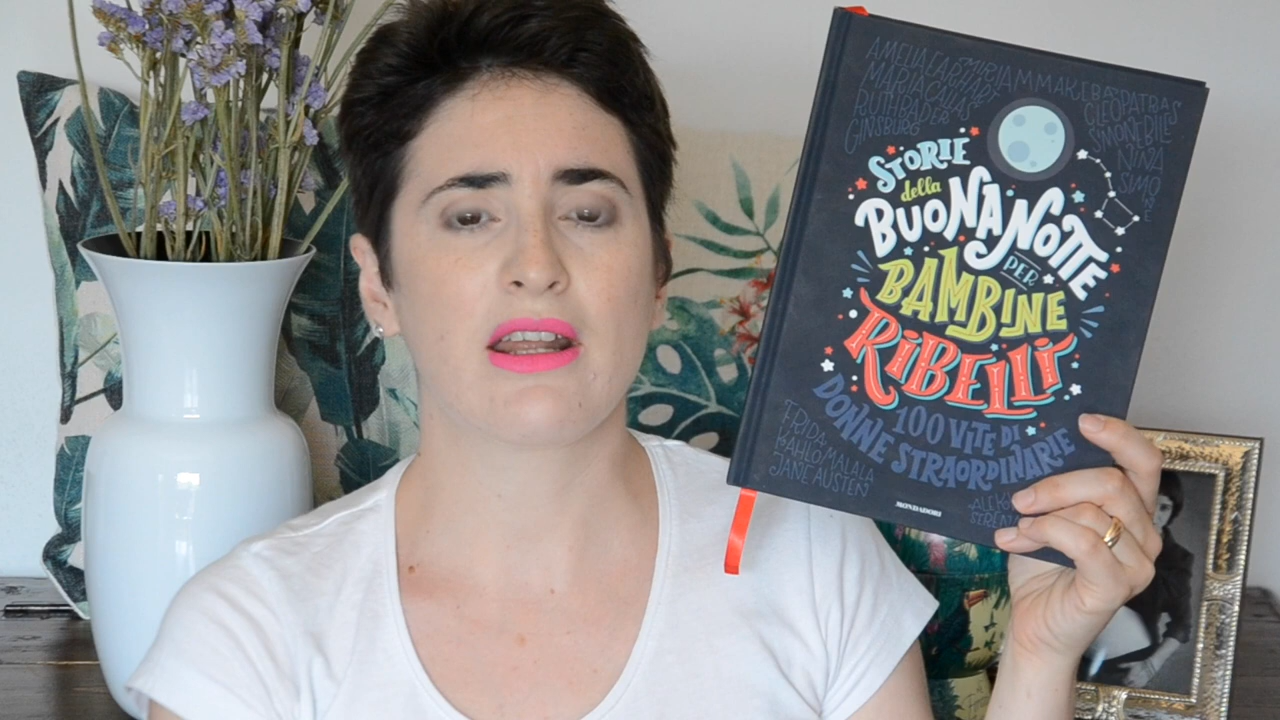 AMELIA EARHART
MIRIAM MAKEBA
MARIA CALLAS
RUTH BADER
GINSBURG
CLEOPATRA
SIMONE BILES
NINA
SIMONE
STORIE
della
BUONANOTTE
PER
BAMBINE
RIBELLI
100 VITE DI
DONNE STRAORDINARIE
FRIDA
KAHLO MALALA
JANE AUSTEN
MONDADORI